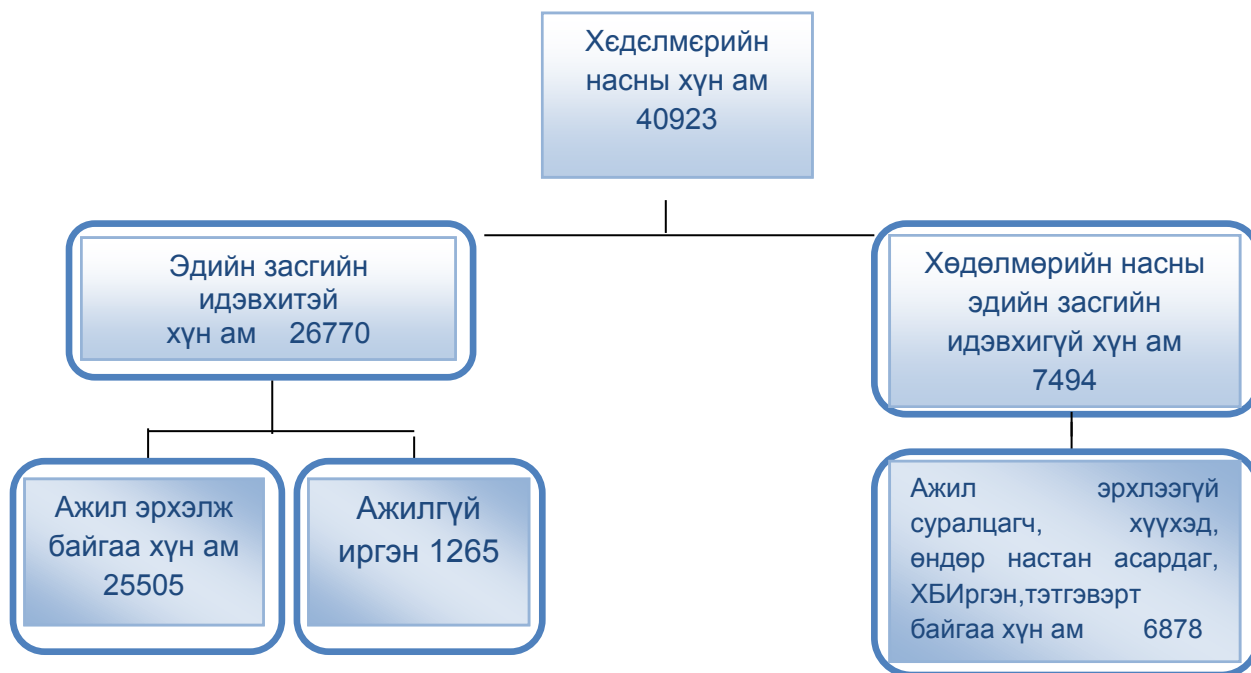 Хєдєлмєрийн
насны хүн ам
40923
Эдийн засгийн
идэвхитэй
хүн ам 26770
Хөдөлмөрийн насны
эдийн засгийн
идэвхигүй хүн ам
7494
Ажил эрхэлж
байгаа хүн ам
25505
Ажилгүй
иргэн 1265
Ажил эрхлээгүй
суралцагч, хүүхэд,
өндөр настан асардаг,
ХБИргэн,тэтгэвэрт
байгаа хүн ам 6878